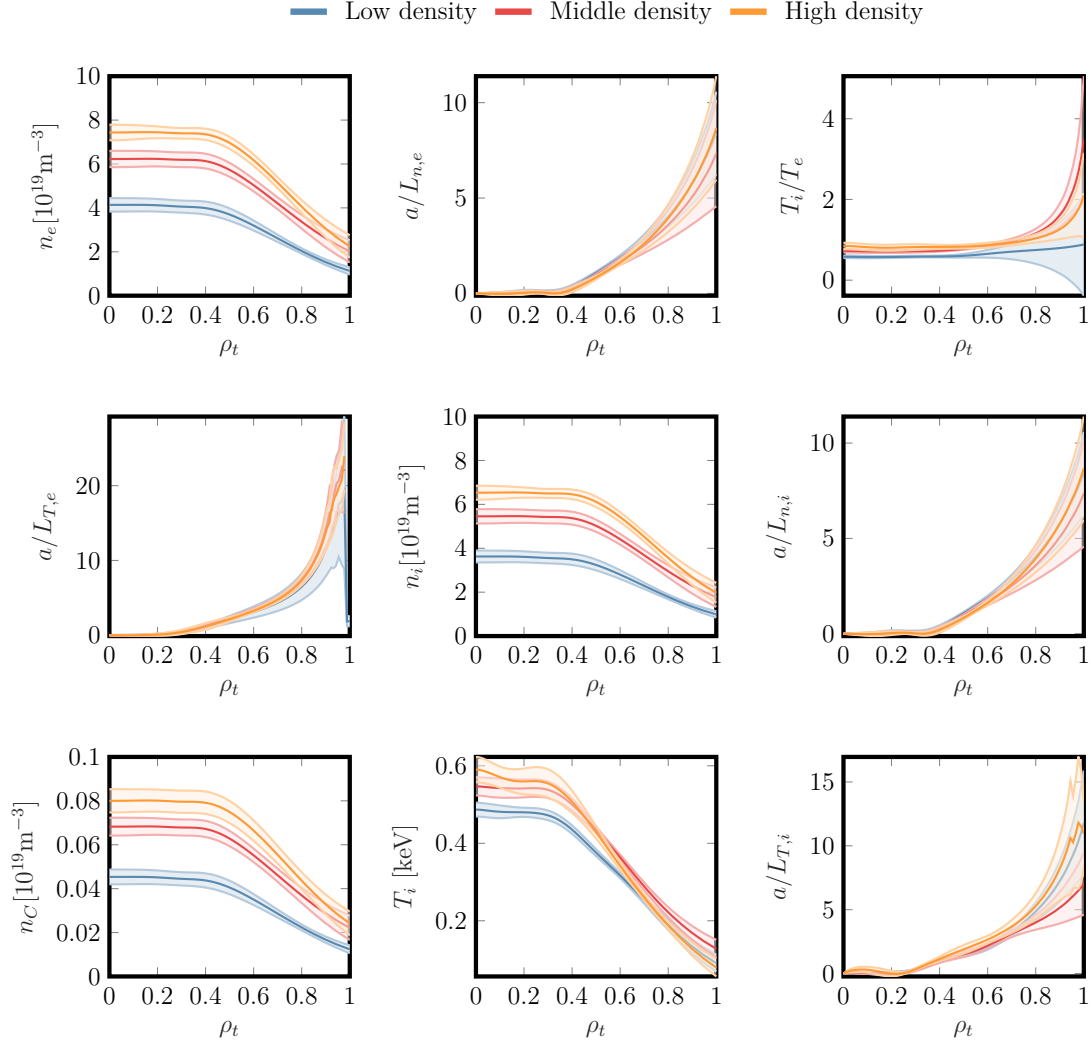 Low density Middle density High density
n_e[10^{19}m^{-3}]
10
8
6
4
2
0
0 0.2 0.4 0.6 0.8 1
ρ_t
a/L_{n,e}
10
5
0
0 0.2 0.4 0.6 0.8 1
ρ_t
T_i/T_e
4
2
0
0 0.2 0.4 0.6 0.8 1
ρ_t
a/L_{T,e}
20
10
0
0 0.2 0.4 0.6 0.8 1
ρ_t
n_i[10^{19}m^{-3}]
10
8
6
4
2
0
0 0.2 0.4 0.6 0.8 1
ρ_t
a/L_{n,i}
10
5
0
0 0.2 0.4 0.6 0.8 1
ρ_t
n_C[10^{19}m^{-3}]
0.1
0.08
0.06
0.04
0.02
0
0 0.2 0.4 0.6 0.8 1
ρ_t
T_i [keV]
0.6
0.4
0.2
0 0.2 0.4 0.6 0.8 1
ρ_t
a/L_{T,i}
15
10
5
0
0 0.2 0.4 0.6 0.8 1
ρ_t